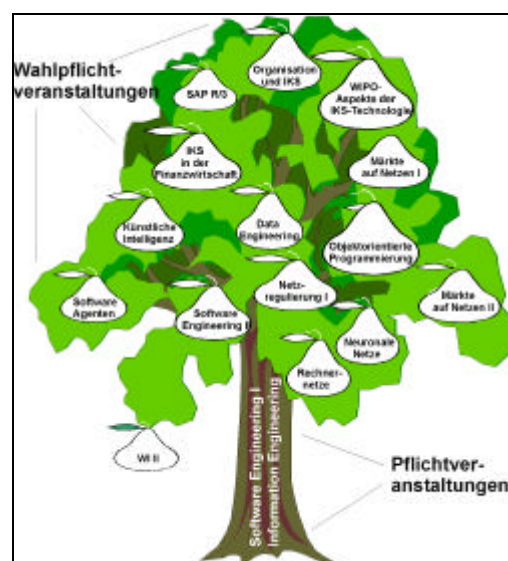 Wahlpflicht-
veranstaltungen
Organisation
und IKS
SAP R/3
WIPO-
Aspekte der
IKS-Technologie
IKS
in der
Finanzwirtschaft
Märkte
auf Netzen I
Künstliche
Intelligenz
Data
Engineering
Objektorientierte
Programmierung
Software
Agenten
Software
Engineering II
Netz-
regulierung I
Märkte
auf Netzen II
Neuronale
Netze
Rechner-
netze
WI II
Software Engineering I
Information Engineering
Pflichtver-
anstaltungen